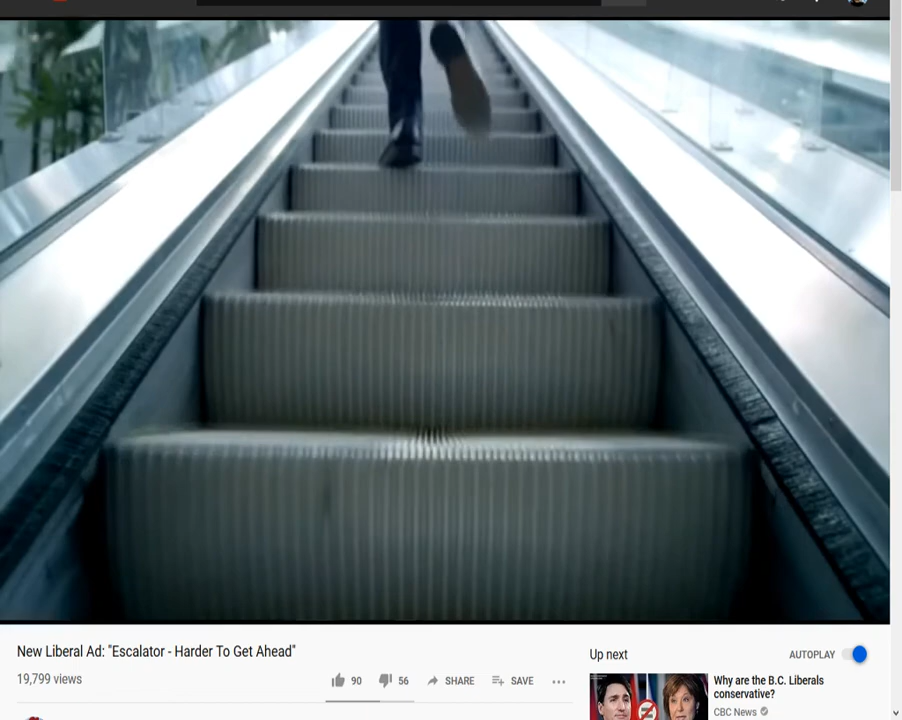 New Liberal Ad: "Escalator - Harder To Get Ahead"
19,799 views
90 56 SHARE SAVE
Up next AUTOPLAY
Why are the B.C. Liberals
conservative?
CBC News